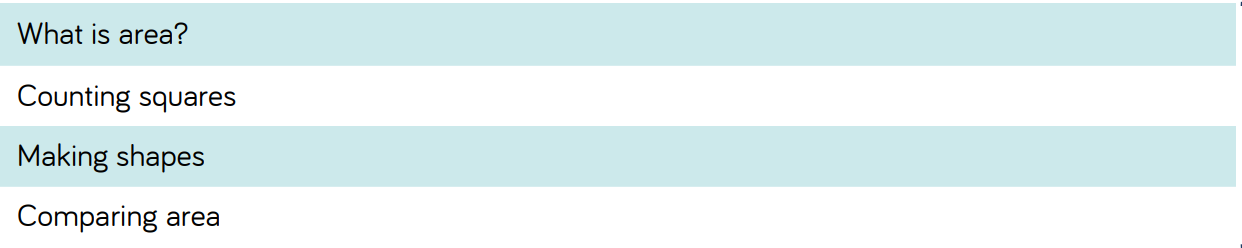 What is area?
Counting squares
Making shapes
Comparing area